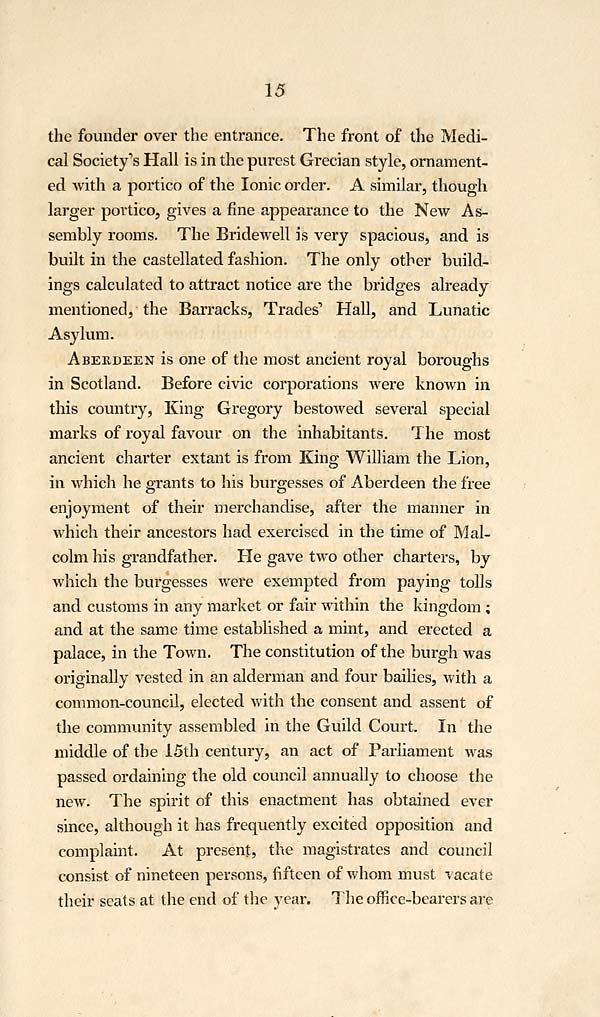 15
the founder over the entrance. The front of the Medi-
cal Society's Hall is in the purest Grecian style, ornament-
ed with a portico of the Ionic order. A similar, though
larger portico, gives a fine appearance to the New As-
sembly rooms. The Bridewell is very spacious, and is
built in the castellated fashion. The only other build-
ings calculated to attract notice are the bridges already
mentioned, the Barracks, Trades' Hall, and Lunatic
Asylum.
ABERDEEN is one of the most ancient royal boroughs
in Scotland. Before civic corporations were known in
this country, King Gregory bestowed several special
marks of royal favour on the inhabitants. The most
ancient charter extant is from King William the Lion,
in which he grants to his burgesses of Aberdeen the free
enjoyment of their merchandise, after the manner in
which their ancestors had exercised in the time of Mal-
colm his grandfather. He gave two other charters, by
which the burgesses were exempted from paying tolls
and customs in any market or fair within the kingdom;
and at the same time established a mint, and erected a
palace, in the Town. The constitution of the burgh was
originally vested in an alderman and four bailies, with a
common-council, elected with the consent and assent of
the community assembled in the Guild Court. In the
middle of the 15th century, an act of Parliament was
passed ordaining the old council annually to choose the
new. The spirit of this enactment has obtained ever
since, although it has frequently excited opposition and
complaint. At present, the magistrates and council
consist of nineteen persons, fifteen of whom must vacate
their seats at the end of the year. The office-bearers are